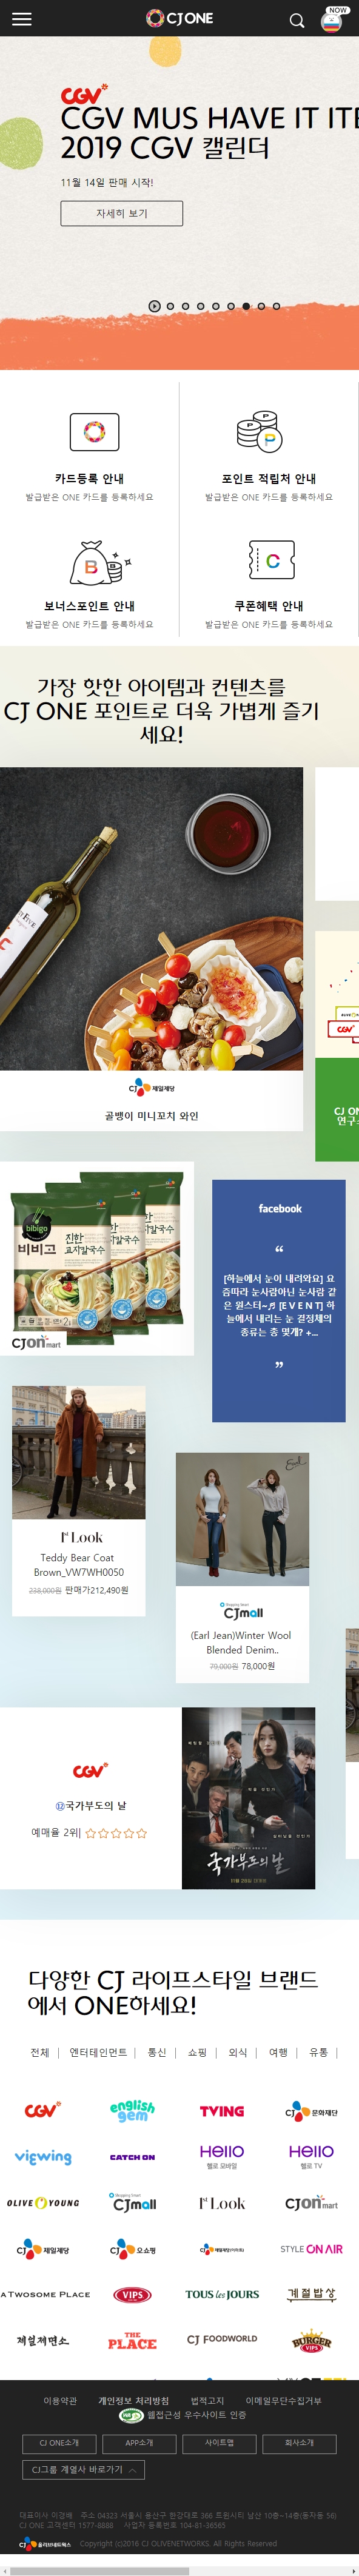 CJ ONE
NOW
CGV
CGV MUS HAVE IT ITE
2019 CGV 캘린더
11월 14일 판매 시작!
자세히 보기
카드등록 안내
발급받은 ONE 카드를 등록하세요
포인트 적립처 안내
발급받은 ONE 카드를 등록하세요
보너스포인트 안내
발급받은 ONE 카드를 등록하세요
쿠폰혜택 안내
발급받은 ONE 카드를 등록하세요
가장 핫한 아이템과 컨텐츠를
CJ ONE 포인트로 더욱 가볍게 즐기
세요!
CJ 제일제당
골뱅이 미니꼬치 와인
CGV
CJ ON
연구소
bibigo
비비고
진한
교자칼국수
CJ on mart
facebook
“
[하늘에서 눈이 내려와요] 요
즘따라 눈사람아닌 눈사람 같
은 원스터~♬ [E V E N T] 하
늘에서 내리는 눈 결정체의
종류는 총 몇개? +...
”
1st Look
Teddy Bear Coat
Brown_VW7WH0050
238,000원 판매가212,490원
CJmall
(Earl Jean)Winter Wool
Blended Denim..
79,000원 78,000원
CGV
⑫국가부도의 날
예매율 2위|
국가부도의 날
다양한 CJ 라이프스타일 브랜드
에서 ONE하세요!
전체 | 엔터테인먼트 | 통신 | 쇼핑 | 외식 | 여행 | 유통 |
CGV english gem TVING CJ 문화재단
viewing CATCH ON Hello 헬로 모바일 Hello 헬로 TV
OLIVE YOUNG CJmall 1st Look CJ on mart
CJ 제일제당 CJ 오쇼핑 STYLE ON AIR
A TWOSOME PLACE VIPS TOUS les JOURS 계절밥상
제일제면소 THE PLACE CJ FOODWORLD VIPS BURGER
이용약관 개인정보 처리방침 법적고지 이메일무단수집거부
웹접근성 우수사이트 인증
CJ ONE소개 APP소개 사이트맵 회사소개
CJ그룹 계열사 바로가기
대표이사 이경배 주소 04323 서울시 용산구 한강대로 366 트윈시티 남산 10층~14층(동자동 56)
CJ ONE 고객센터 1577-8888 사업자 등록번호 104-81-36565
CJ 올리브네트웍스 Copyright (c)2016 CJ OLIVENETWORKS. All Rights Reserved